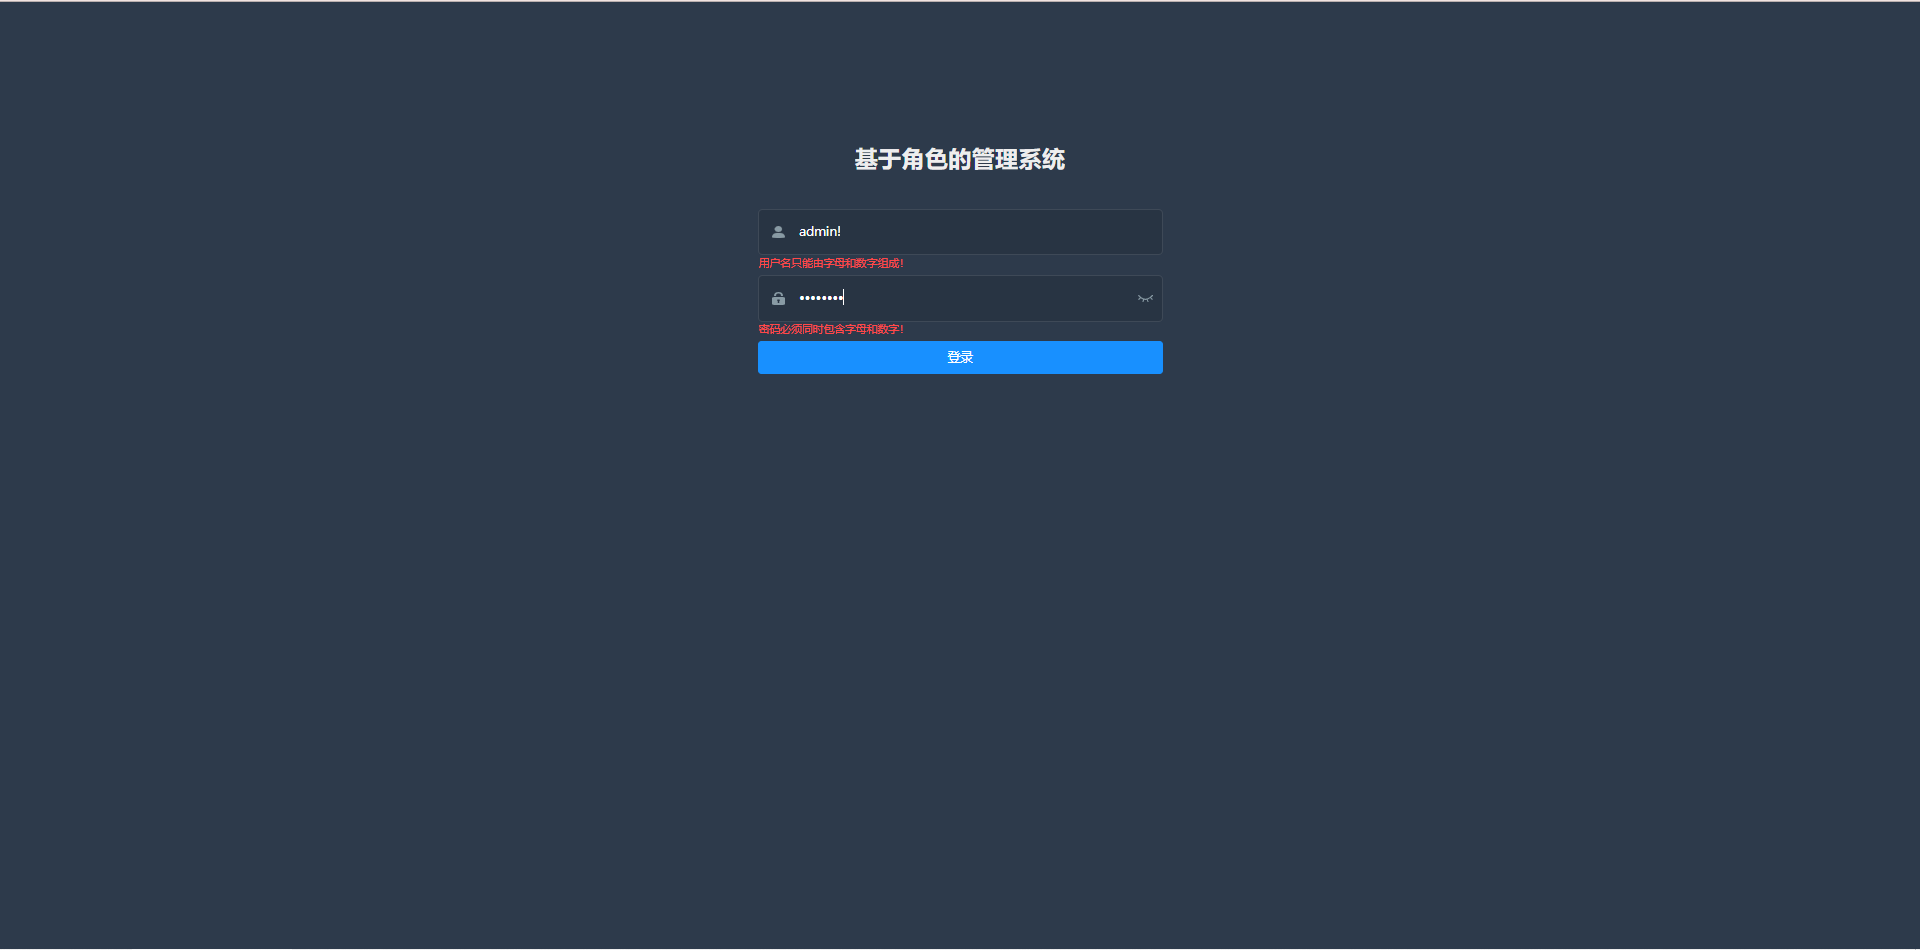 基于角色的管理系统
admin!
用户名只能由字母和数字组成!
••••••••
密码必须同时包含字母和数字!
登录